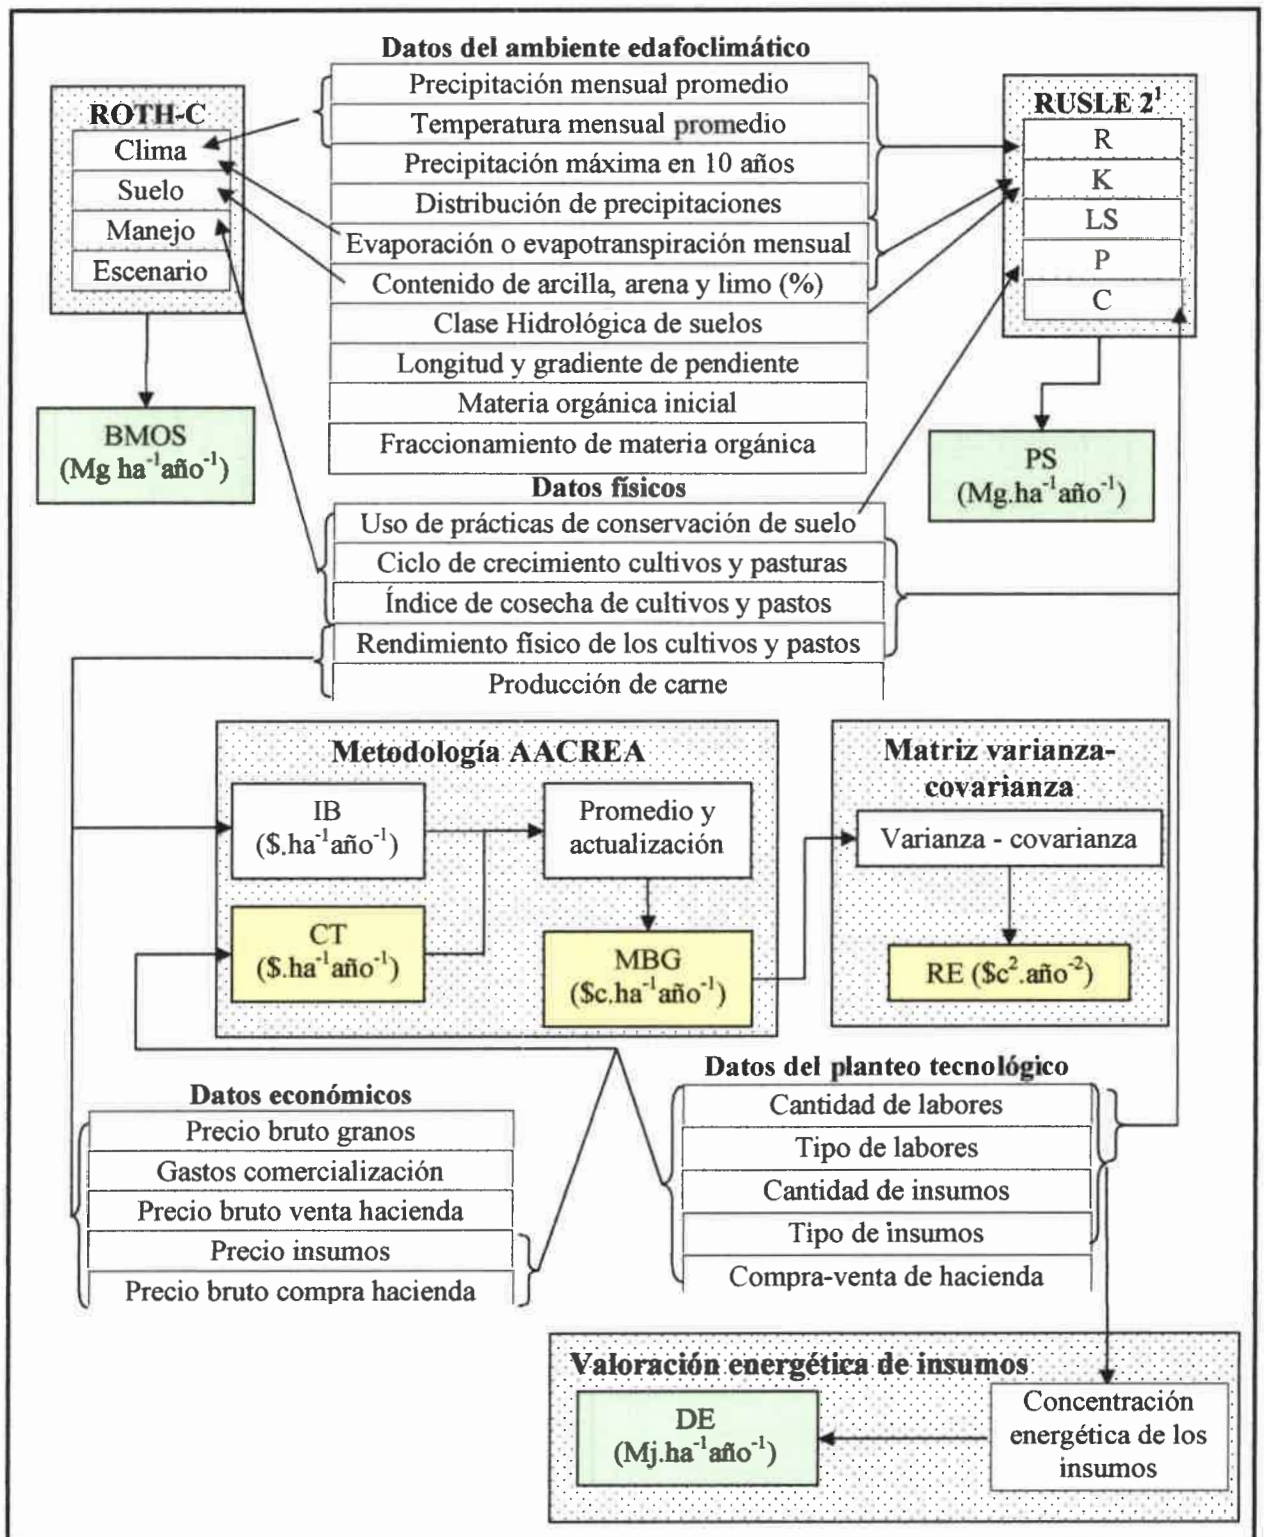 Datos del ambiente edafoclimático
Precipitación mensual promedio
Temperatura mensual promedio
Precipitación máxima en 10 años
Distribución de precipitaciones
Evaporación o evapotranspiración mensual
Contenido de arcilla, arena y limo (%)
Clase Hidrológica de suelos
Longitud y gradiente de pendiente
Materia orgánica inicial
Fraccionamiento de materia orgánica
ROTH-C
Clima
Suelo
Manejo
Escenario
BMOS
(Mg ha⁻¹año⁻¹)
RUSLE 2¹
R
K
LS
P
C
PS
(Mg.ha⁻¹año⁻¹)
Datos físicos
Uso de prácticas de conservación de suelo
Ciclo de crecimiento cultivos y pasturas
Índice de cosecha de cultivos y pastos
Rendimiento físico de los cultivos y pastos
Producción de carne
Metodología AACREA
IB
($.ha⁻¹año⁻¹)
Promedio y
actualización
CT
($.ha⁻¹año⁻¹)
MBG
($c.ha⁻¹año⁻¹)
Matriz varianza-
covarianza
Varianza - covarianza
RE ($c².año⁻²)
Datos económicos
Precio bruto granos
Gastos comercialización
Precio bruto venta hacienda
Precio insumos
Precio bruto compra hacienda
Datos del planteo tecnológico
Cantidad de labores
Tipo de labores
Cantidad de insumos
Tipo de insumos
Compra-venta de hacienda
Valoración energética de insumos
DE
(Mj.ha⁻¹año⁻¹)
Concentración
energética de los
insumos